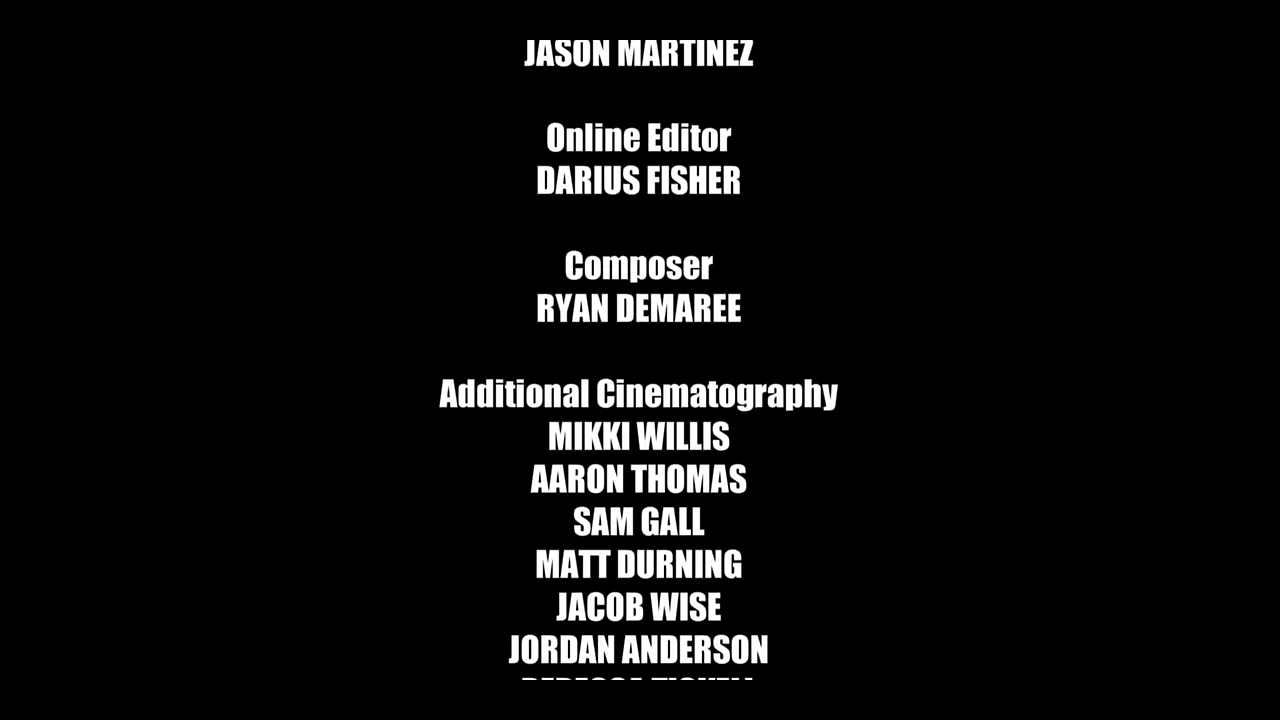 JASON MARTINEZ
Online Editor
DARIUS FISHER
Composer
RYAN DEMAREE
Additional Cinematography
MIKKI WILLIS
AARON THOMAS
SAM GALL
MATT DURNING
JACOB WISE
JORDAN ANDERSON